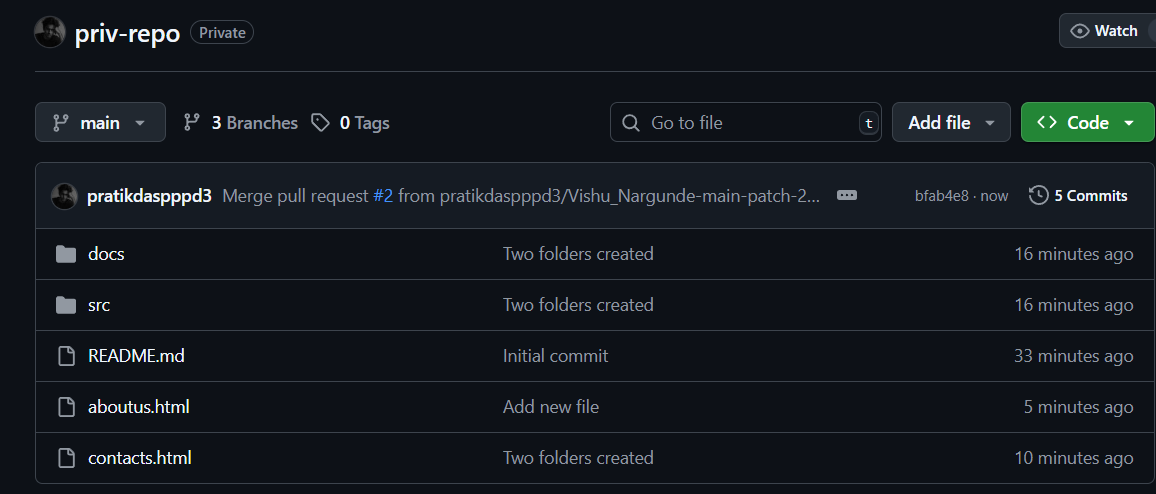 priv-repo Private Watch
main 3 Branches 0 Tags Go to file t Add file Code
pratikdaspppd3 Merge pull request #2 from pratikdaspppd3/Vishu_Nargunde-main-patch-2... bfab4e8 · now 5 Commits
docs Two folders created 16 minutes ago
src Two folders created 16 minutes ago
README.md Initial commit 33 minutes ago
aboutus.html Add new file 5 minutes ago
contacts.html Two folders created 10 minutes ago